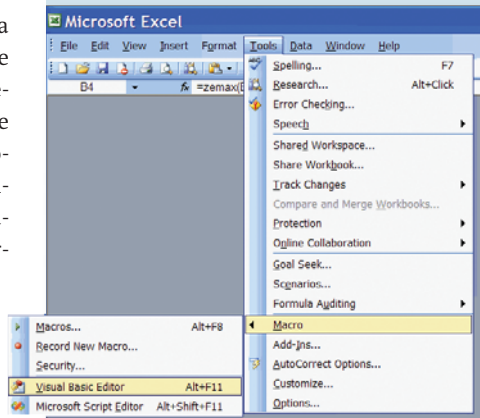 a
e
e-
e
o-
n-
n-
r-
Microsoft Excel
File Edit View Insert Format Tools Data Window Help
B4 fx =zemax(E
Spelling... F7
Research... Alt+Click
Error Checking...
Speech
Shared Workspace...
Share Workbook...
Track Changes
Compare and Merge Workbooks...
Protection
Online Collaboration
Goal Seek...
Scenarios...
Formula Auditing
Macro
Add-Ins...
AutoCorrect Options...
Customize...
Options...
Macros... Alt+F8
Record New Macro...
Security...
Visual Basic Editor Alt+F11
Microsoft Script Editor Alt+Shift+F11